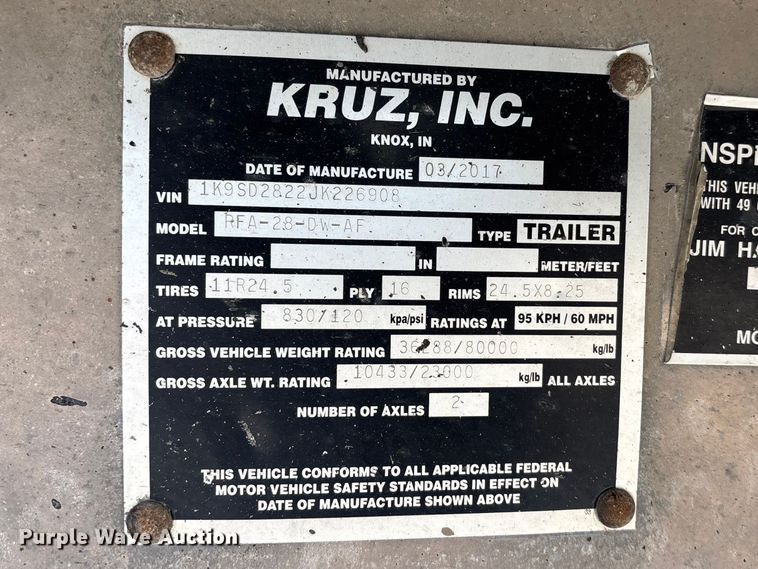 MANUFACTURED BY
KRUZ, INC.
KNOX, IN
DATE OF MANUFACTURE 03/2017
VIN 1K9SD2822JK226908
MODEL RFA-28-DW-AF TYPE TRAILER
FRAME RATING IN METER/FEET
TIRES 11R24.5 PLY 16 RIMS 24.5X8.25
AT PRESSURE 830/120 kpa/psi RATINGS AT 95 KPH / 60 MPH
GROSS VEHICLE WEIGHT RATING 36288/80000 kg/lb
GROSS AXLE WT. RATING 10433/23000 kg/lb ALL AXLES
NUMBER OF AXLES 2
THIS VEHICLE CONFORMS TO ALL APPLICABLE FEDERAL
MOTOR VEHICLE SAFETY STANDARDS IN EFFECT ON
DATE OF MANUFACTURE SHOWN ABOVE
NSP
THIS VEH
WITH 49
FOR C
JIM H.
MO
Purple Wave Auction